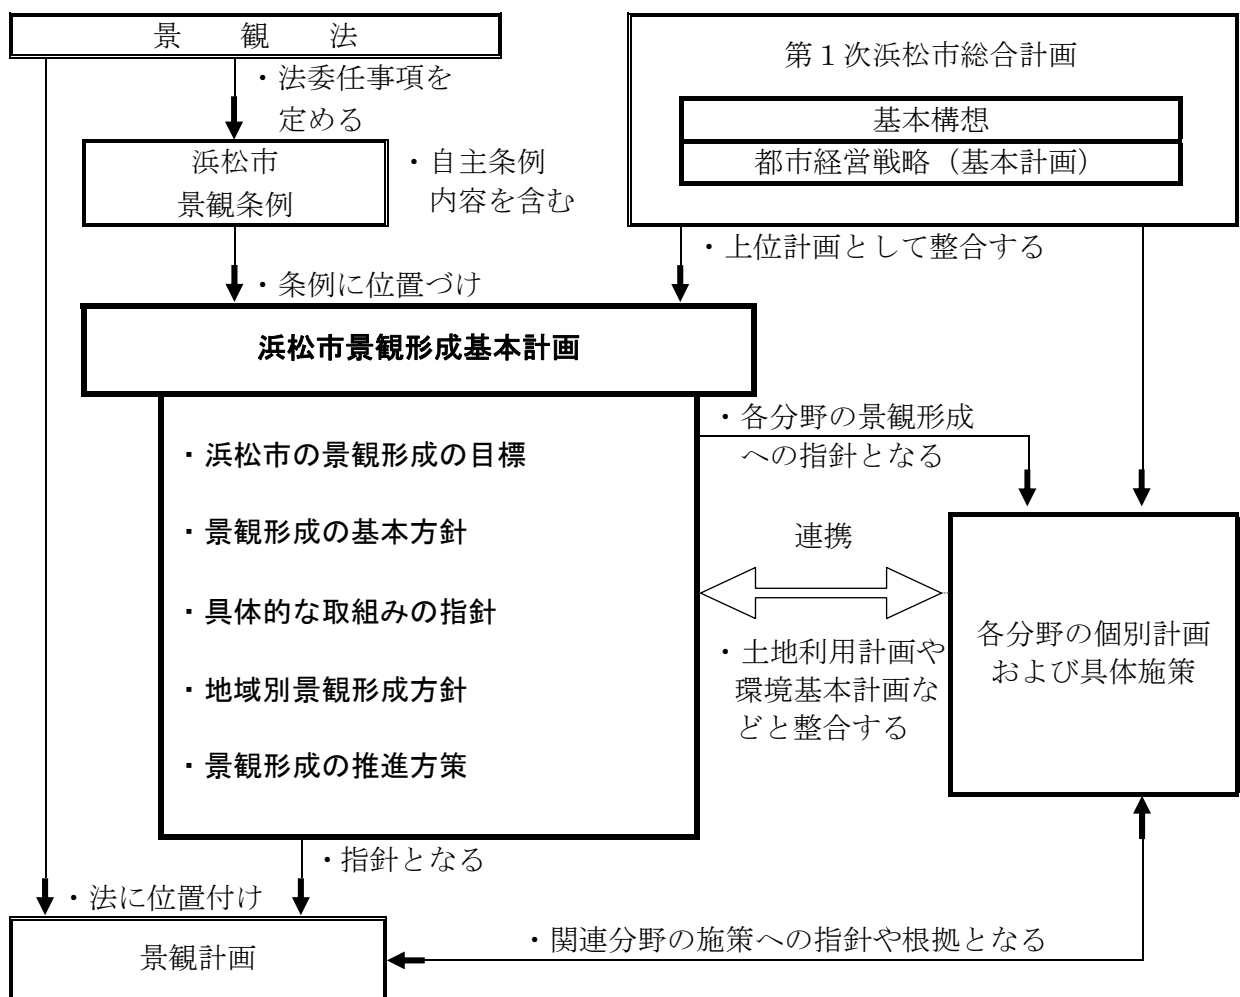 景 観 法
・法委任事項を
定める
浜松市
景観条例
・自主条例
内容を含む
第１次浜松市総合計画
基本構想
都市経営戦略（基本計画）
・上位計画として整合する
・条例に位置づけ
浜松市景観形成基本計画
・浜松市の景観形成の目標
・景観形成の基本方針
・具体的な取組みの指針
・地域別景観形成方針
・景観形成の推進方策
・各分野の景観形成
への指針となる
連携
・土地利用計画や
環境基本計画な
どと整合する
各分野の個別計画
および具体施策
・指針となる
・法に位置付け
景観計画
・関連分野の施策への指針や根拠となる